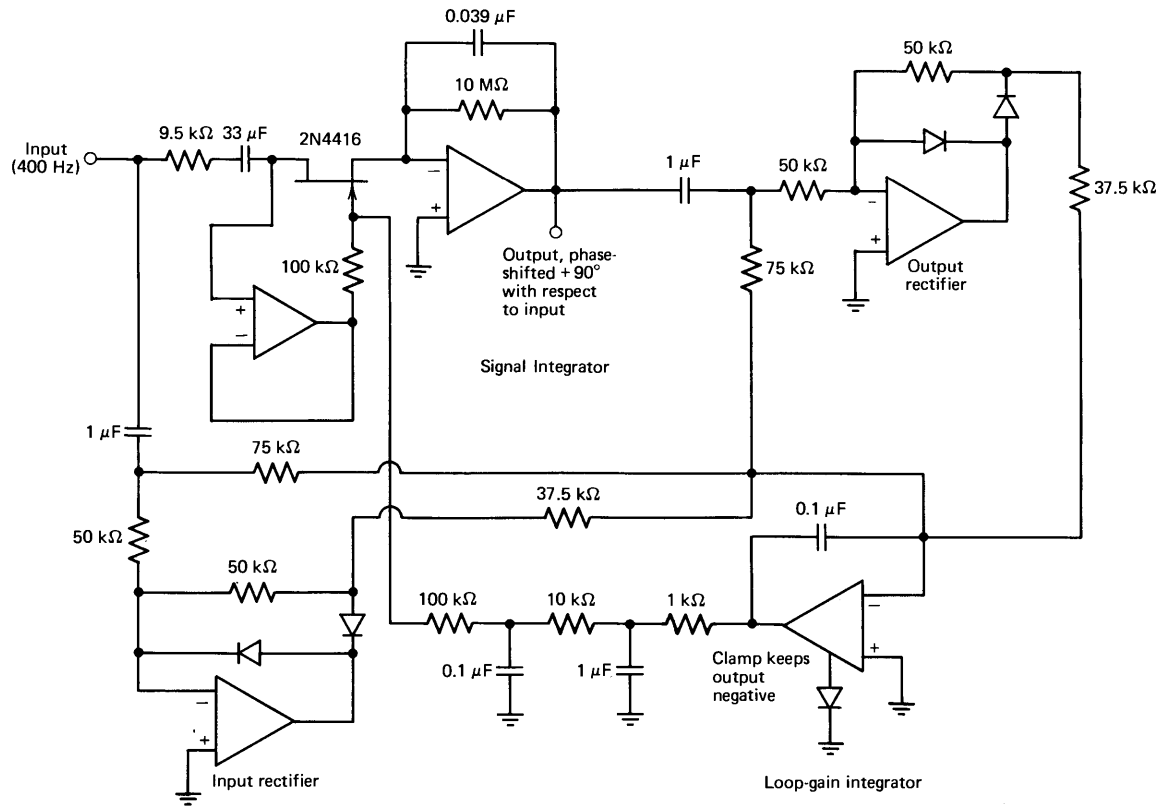 0.039 μF
10 MΩ
50 kΩ
9.5 kΩ 33 μF
2N4416
Input
(400 Hz)
−
+
1 μF
50 kΩ
37.5 kΩ
−
+
Output
rectifier
100 kΩ
Output, phase-
shifted + 90°
with respect
to input
75 kΩ
+
−
Signal Integrator
1 μF
75 kΩ
37.5 kΩ
0.1 μF
50 kΩ
50 kΩ
100 kΩ
10 kΩ
1 kΩ
−
+
Clamp keeps
output
negative
0.1 μF
1 μF
−
+
Input rectifier
Loop-gain integrator